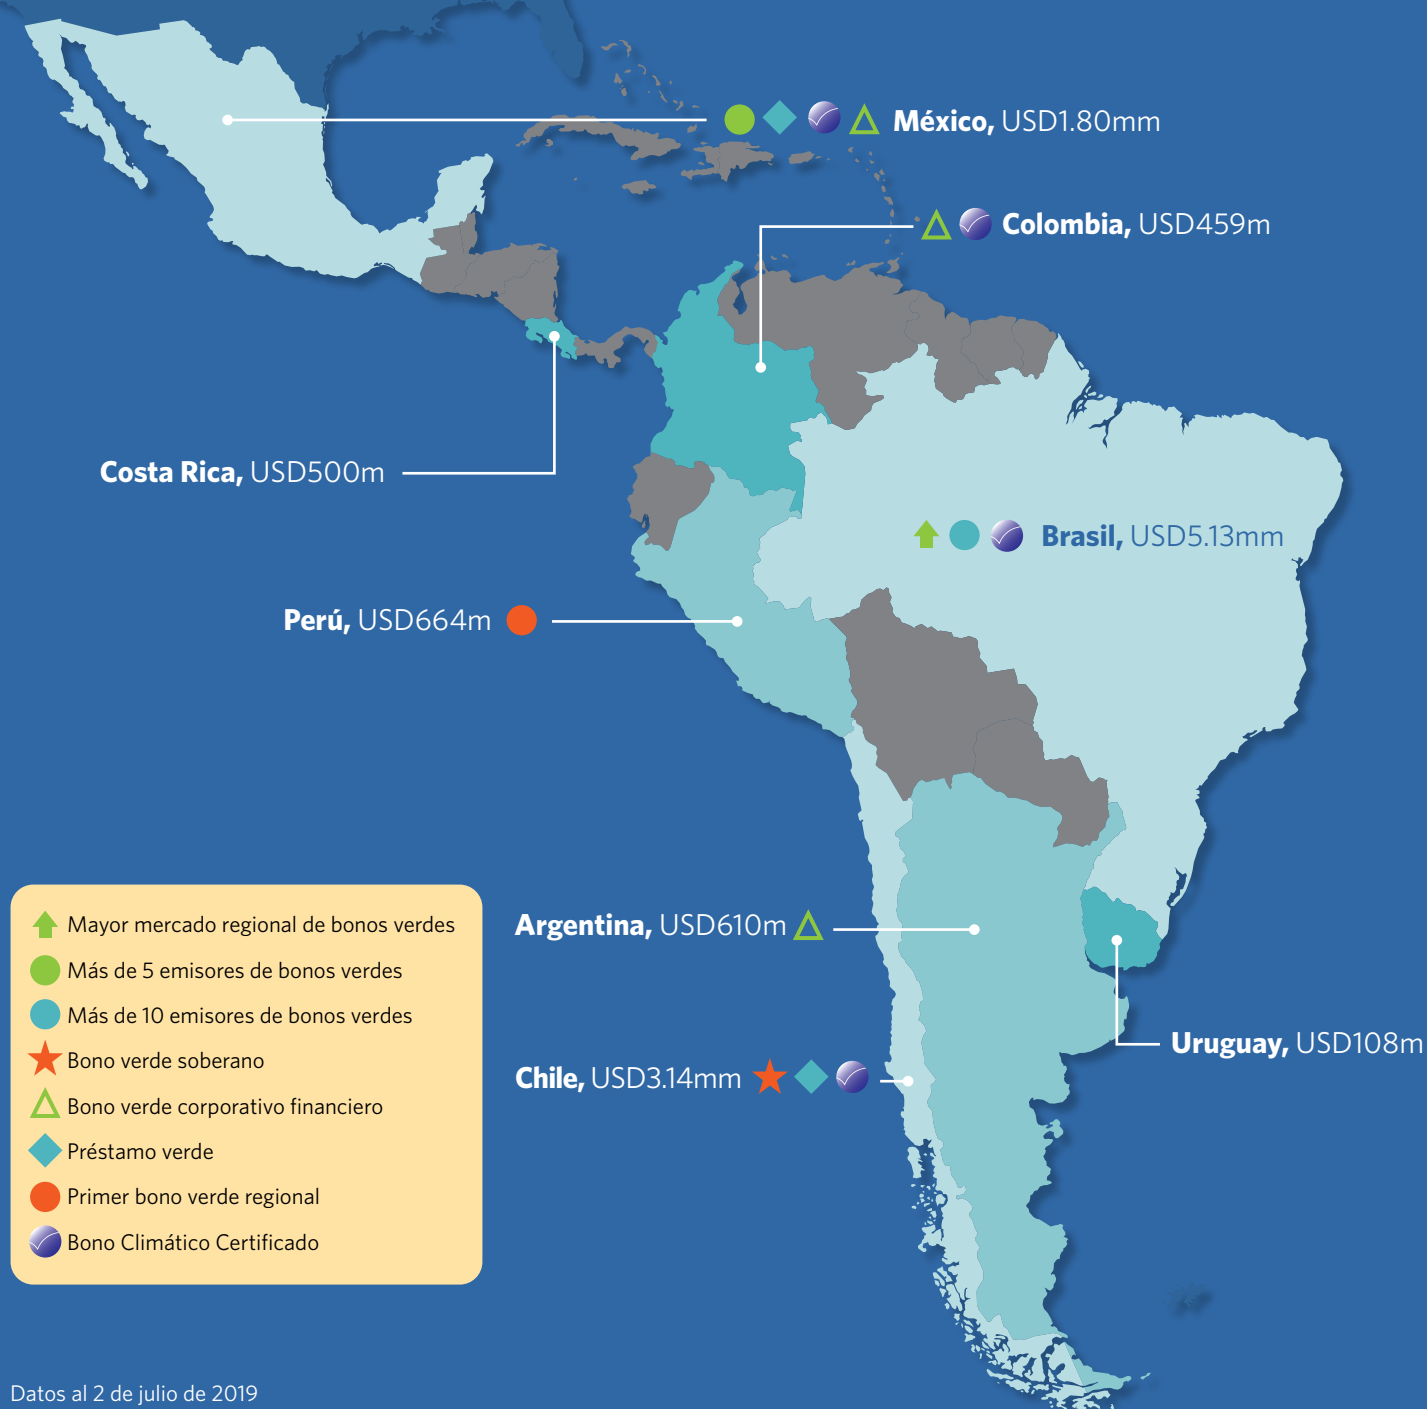 México, USD1.80mm
Colombia, USD459m
Costa Rica, USD500m
Brasil, USD5.13mm
Perú, USD664m
Argentina, USD610m
Uruguay, USD108m
Chile, USD3.14mm
Mayor mercado regional de bonos verdes
Más de 5 emisores de bonos verdes
Más de 10 emisores de bonos verdes
Bono verde soberano
Bono verde corporativo financiero
Préstamo verde
Primer bono verde regional
Bono Climático Certificado
Datos al 2 de julio de 2019